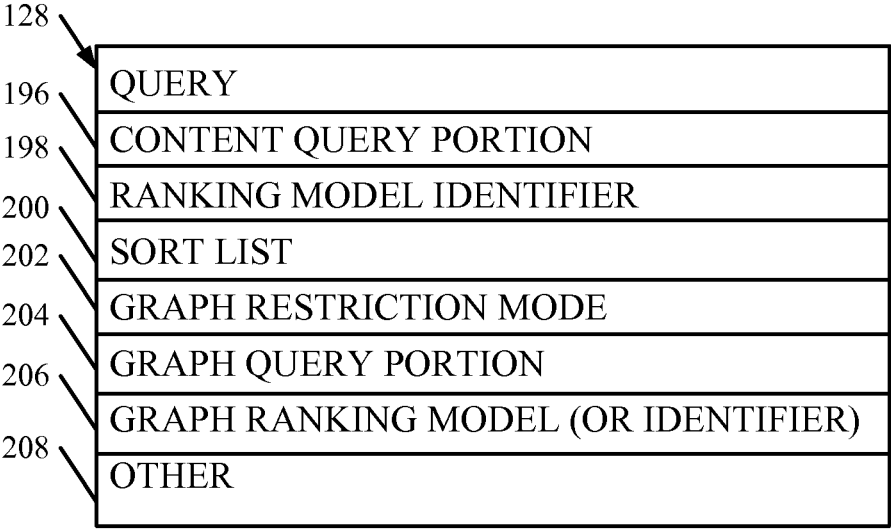 128
QUERY
196
CONTENT QUERY PORTION
198
RANKING MODEL IDENTIFIER
200
SORT LIST
202
GRAPH RESTRICTION MODE
204
GRAPH QUERY PORTION
206
GRAPH RANKING MODEL (OR IDENTIFIER)
208
OTHER